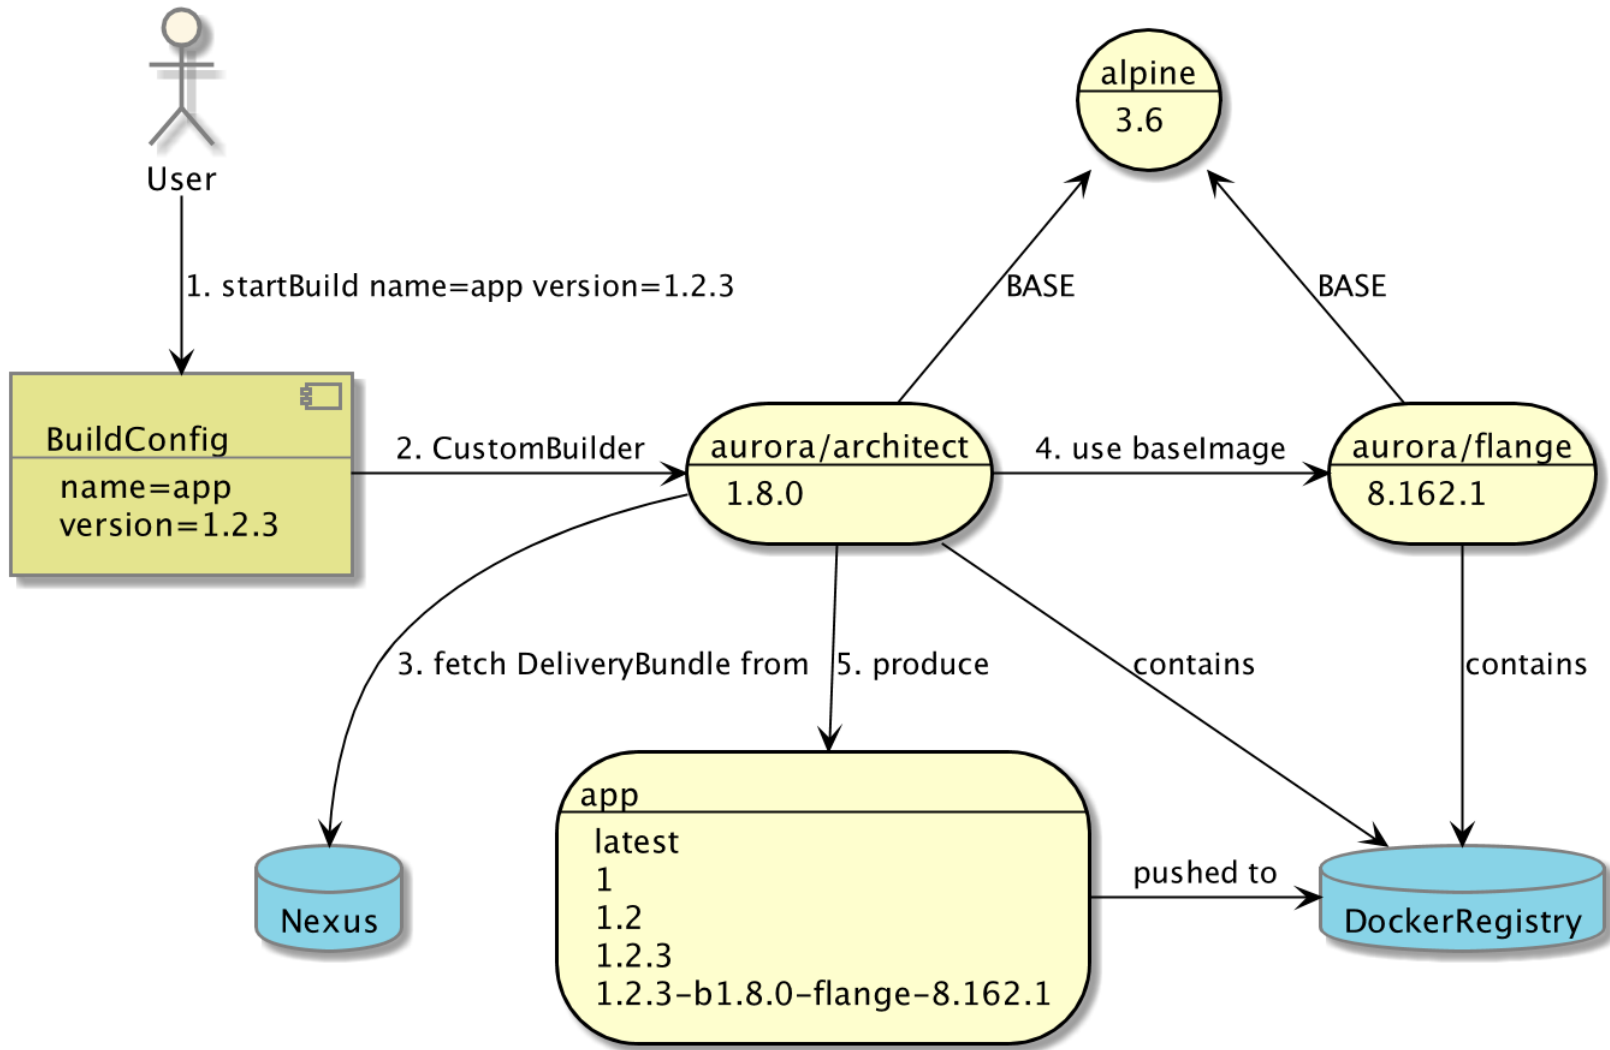 alpine
3.6
User
1. startBuild name=app version=1.2.3
BASE
BASE
BuildConfig
name=app
version=1.2.3
2. CustomBuilder
aurora/architect
1.8.0
4. use baseImage
aurora/flange
8.162.1
3. fetch DeliveryBundle from
5. produce
contains
contains
app
latest
1
1.2
1.2.3
1.2.3-b1.8.0-flange-8.162.1
pushed to
Nexus
DockerRegistry